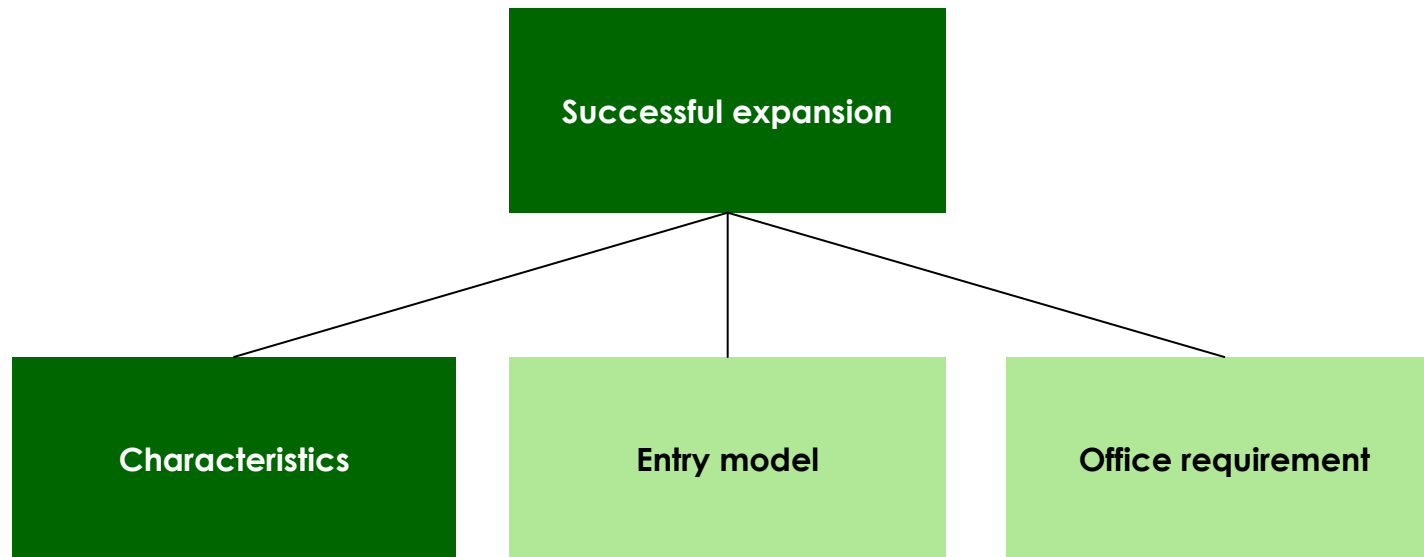 Successful expansion
Characteristics
Entry model
Office requirement